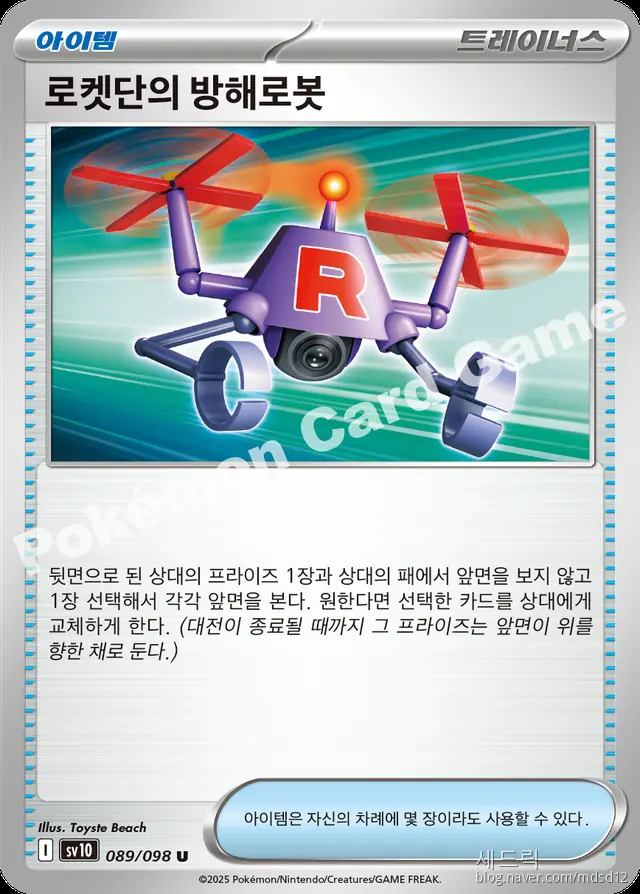 아이템
트레이너스
로켓단의 방해로봇
R
Pokémon Card Game
뒷면으로 된 상대의 프라이즈 1장과 상대의 패에서 앞면을 보지 않고
1장 선택해서 각각 앞면을 본다. 원한다면 선택한 카드를 상대에게
교체하게 한다. (대전이 종료될 때까지 그 프라이즈는 앞면이 위를
향한 채로 둔다.)
아이템은 자신의 차례에 몇 장이라도 사용할 수 있다.
Illus. Toyste Beach
I sv10 089/098 U
©2025 Pokémon/Nintendo/Creatures/GAME FREAK.
세드릭
blog.naver.com/mdsd12